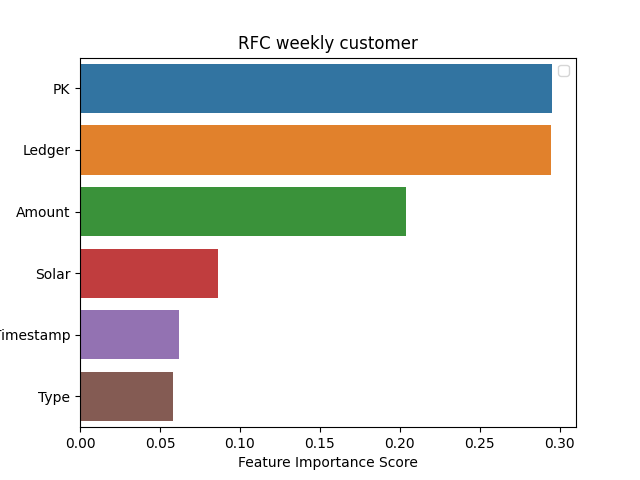 RFC weekly customer
PK
Ledger
Amount
Solar
Timestamp
Type
0.00 0.05 0.10 0.15 0.20 0.25 0.30
Feature Importance Score